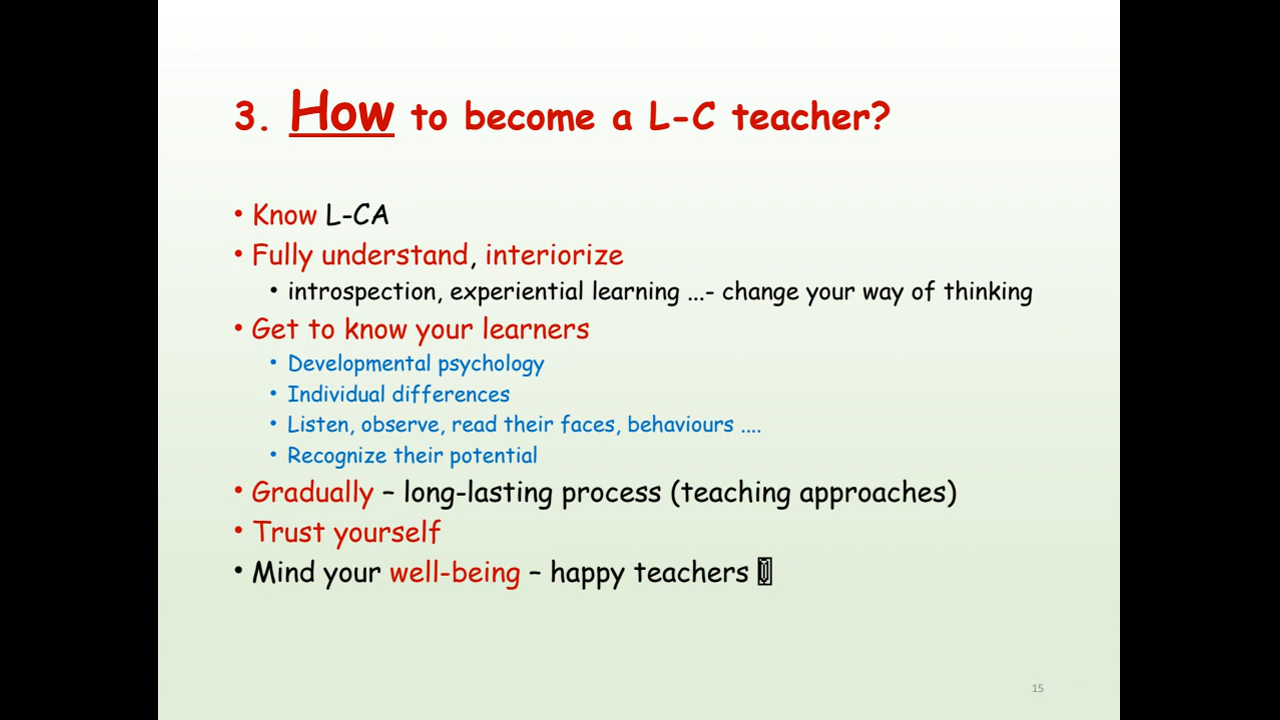 3. How to become a L-C teacher?
• Know L-CA
• Fully understand, interiorize
• introspection, experiential learning ...- change your way of thinking
• Get to know your learners
• Developmental psychology
• Individual differences
• Listen, observe, read their faces, behaviours ....
• Recognize their potential
• Gradually – long-lasting process (teaching approaches)
• Trust yourself
• Mind your well-being – happy teachers
15